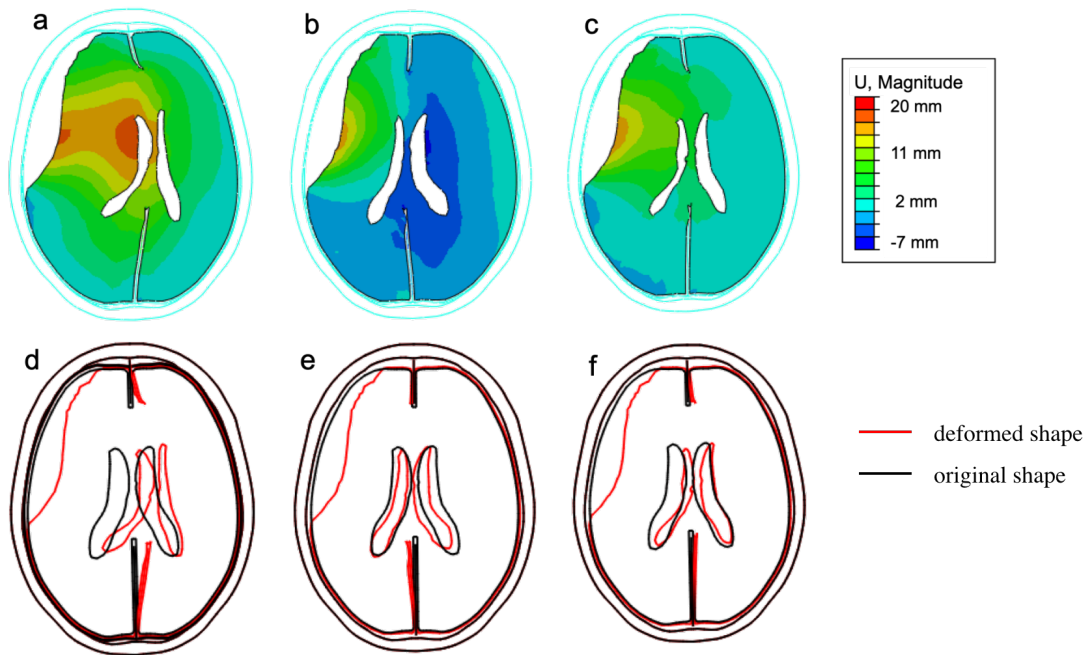 a
b
c
U, Magnitude
20 mm
11 mm
2 mm
-7 mm
d
e
f
deformed shape
original shape